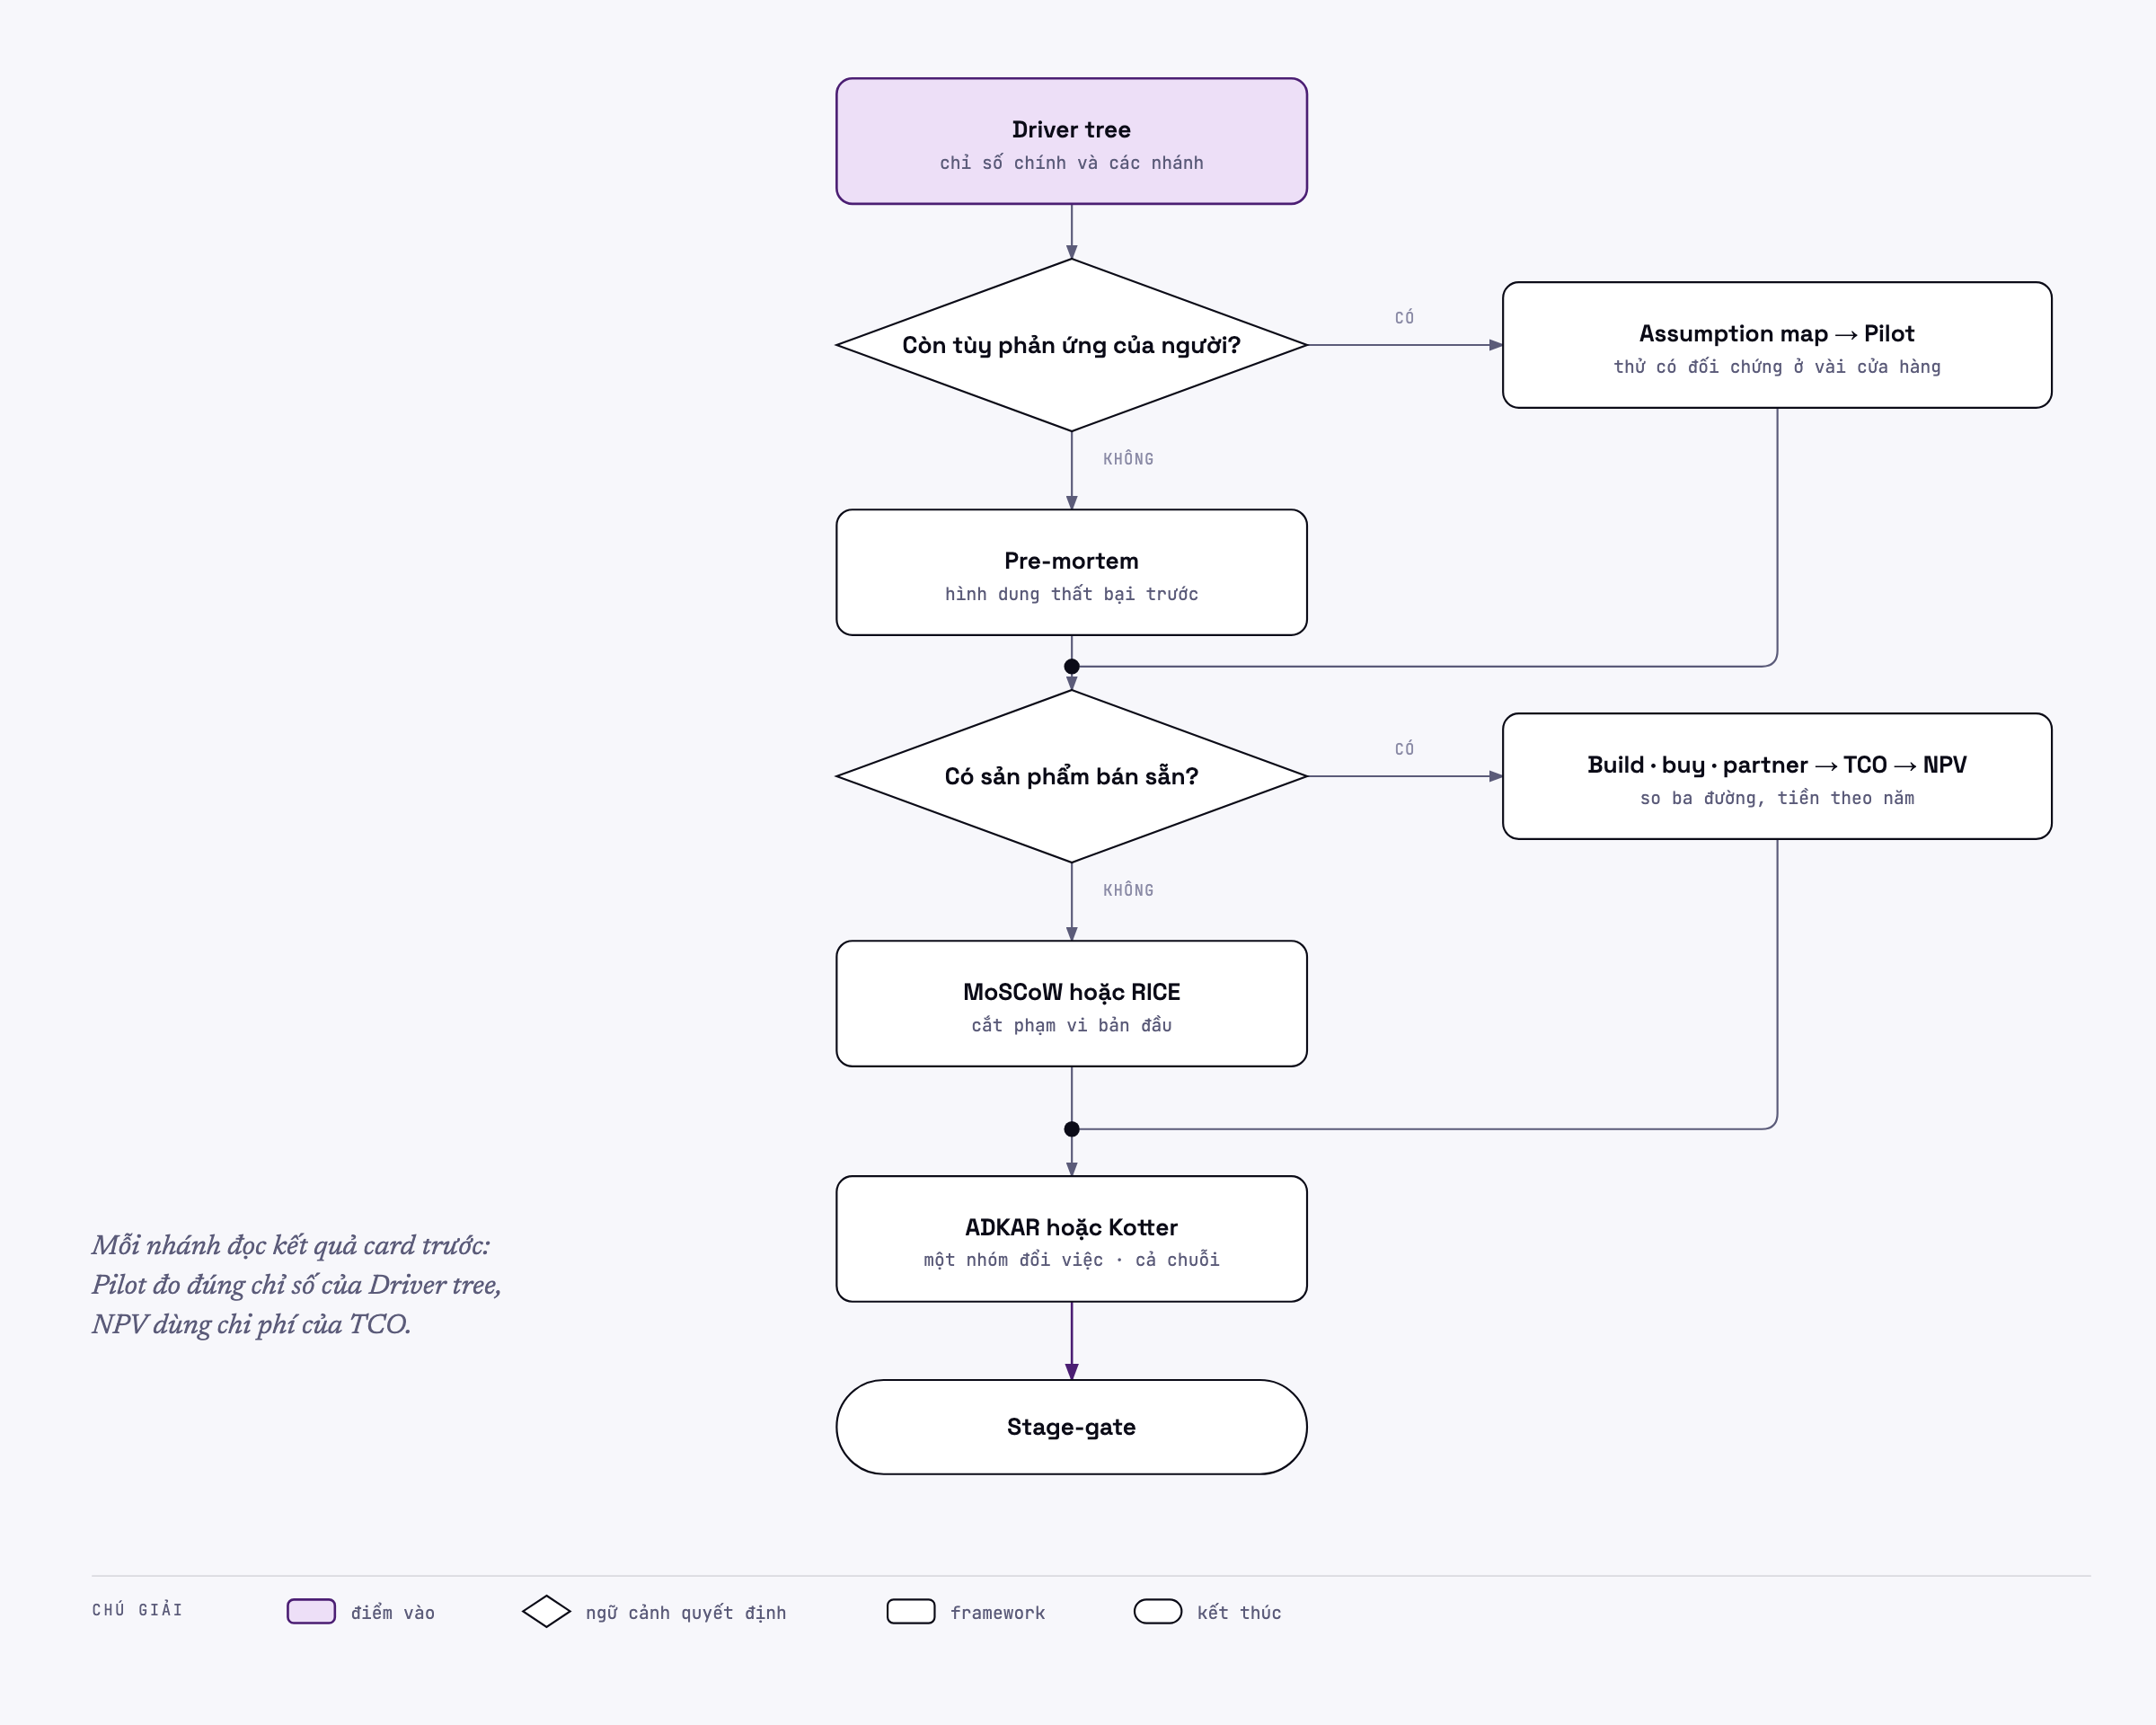 Driver tree
chỉ số chính và các nhánh
Còn tùy phản ứng của người?
CÓ
Assumption map → Pilot
thử có đối chứng ở vài cửa hàng
KHÔNG
Pre-mortem
hình dung thất bại trước
Có sản phẩm bán sẵn?
CÓ
Build · buy · partner → TCO → NPV
so ba đường, tiền theo năm
KHÔNG
MoSCoW hoặc RICE
cắt phạm vi bản đầu
ADKAR hoặc Kotter
một nhóm đổi việc · cả chuỗi
Mỗi nhánh đọc kết quả card trước:
Pilot đo đúng chỉ số của Driver tree,
NPV dùng chi phí của TCO.
Stage-gate
CHÚ GIẢI
điểm vào
ngữ cảnh quyết định
framework
kết thúc